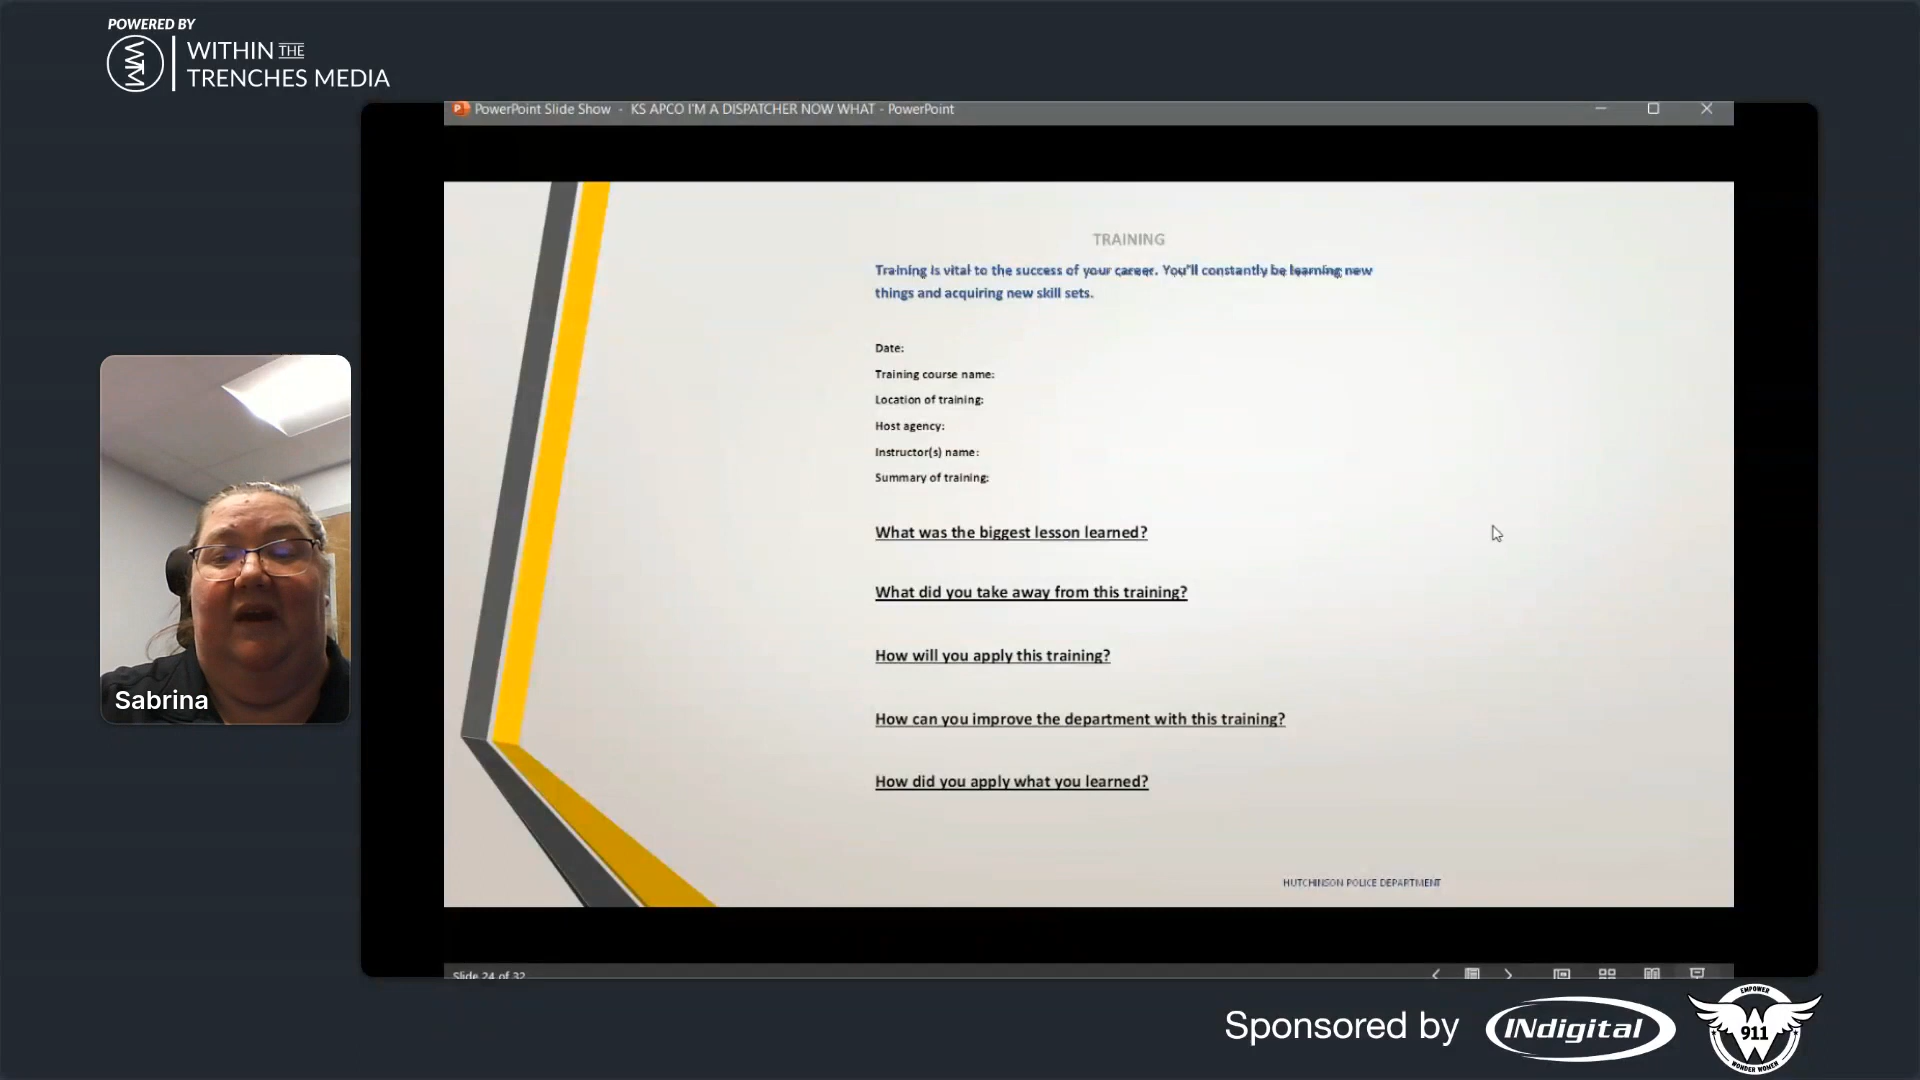 POWERED BY
WITHIN THE
TRENCHES MEDIA
PowerPoint Slide Show - KS APCO I'M A DISPATCHER NOW WHAT - PowerPoint
TRAINING
Training is vital to the success of your career. You'll constantly be learning new
things and acquiring new skill sets.
Date:
Training course name:
Location of training:
Host agency:
Instructor(s) name:
Summary of training:
What was the biggest lesson learned?
What did you take away from this training?
How will you apply this training?
How can you improve the department with this training?
How did you apply what you learned?
HUTCHINSON POLICE DEPARTMENT
Sabrina
Slide 24 of 32
Sponsored by
INdigital
EMPOWER
W
911
WONDER WOMEN